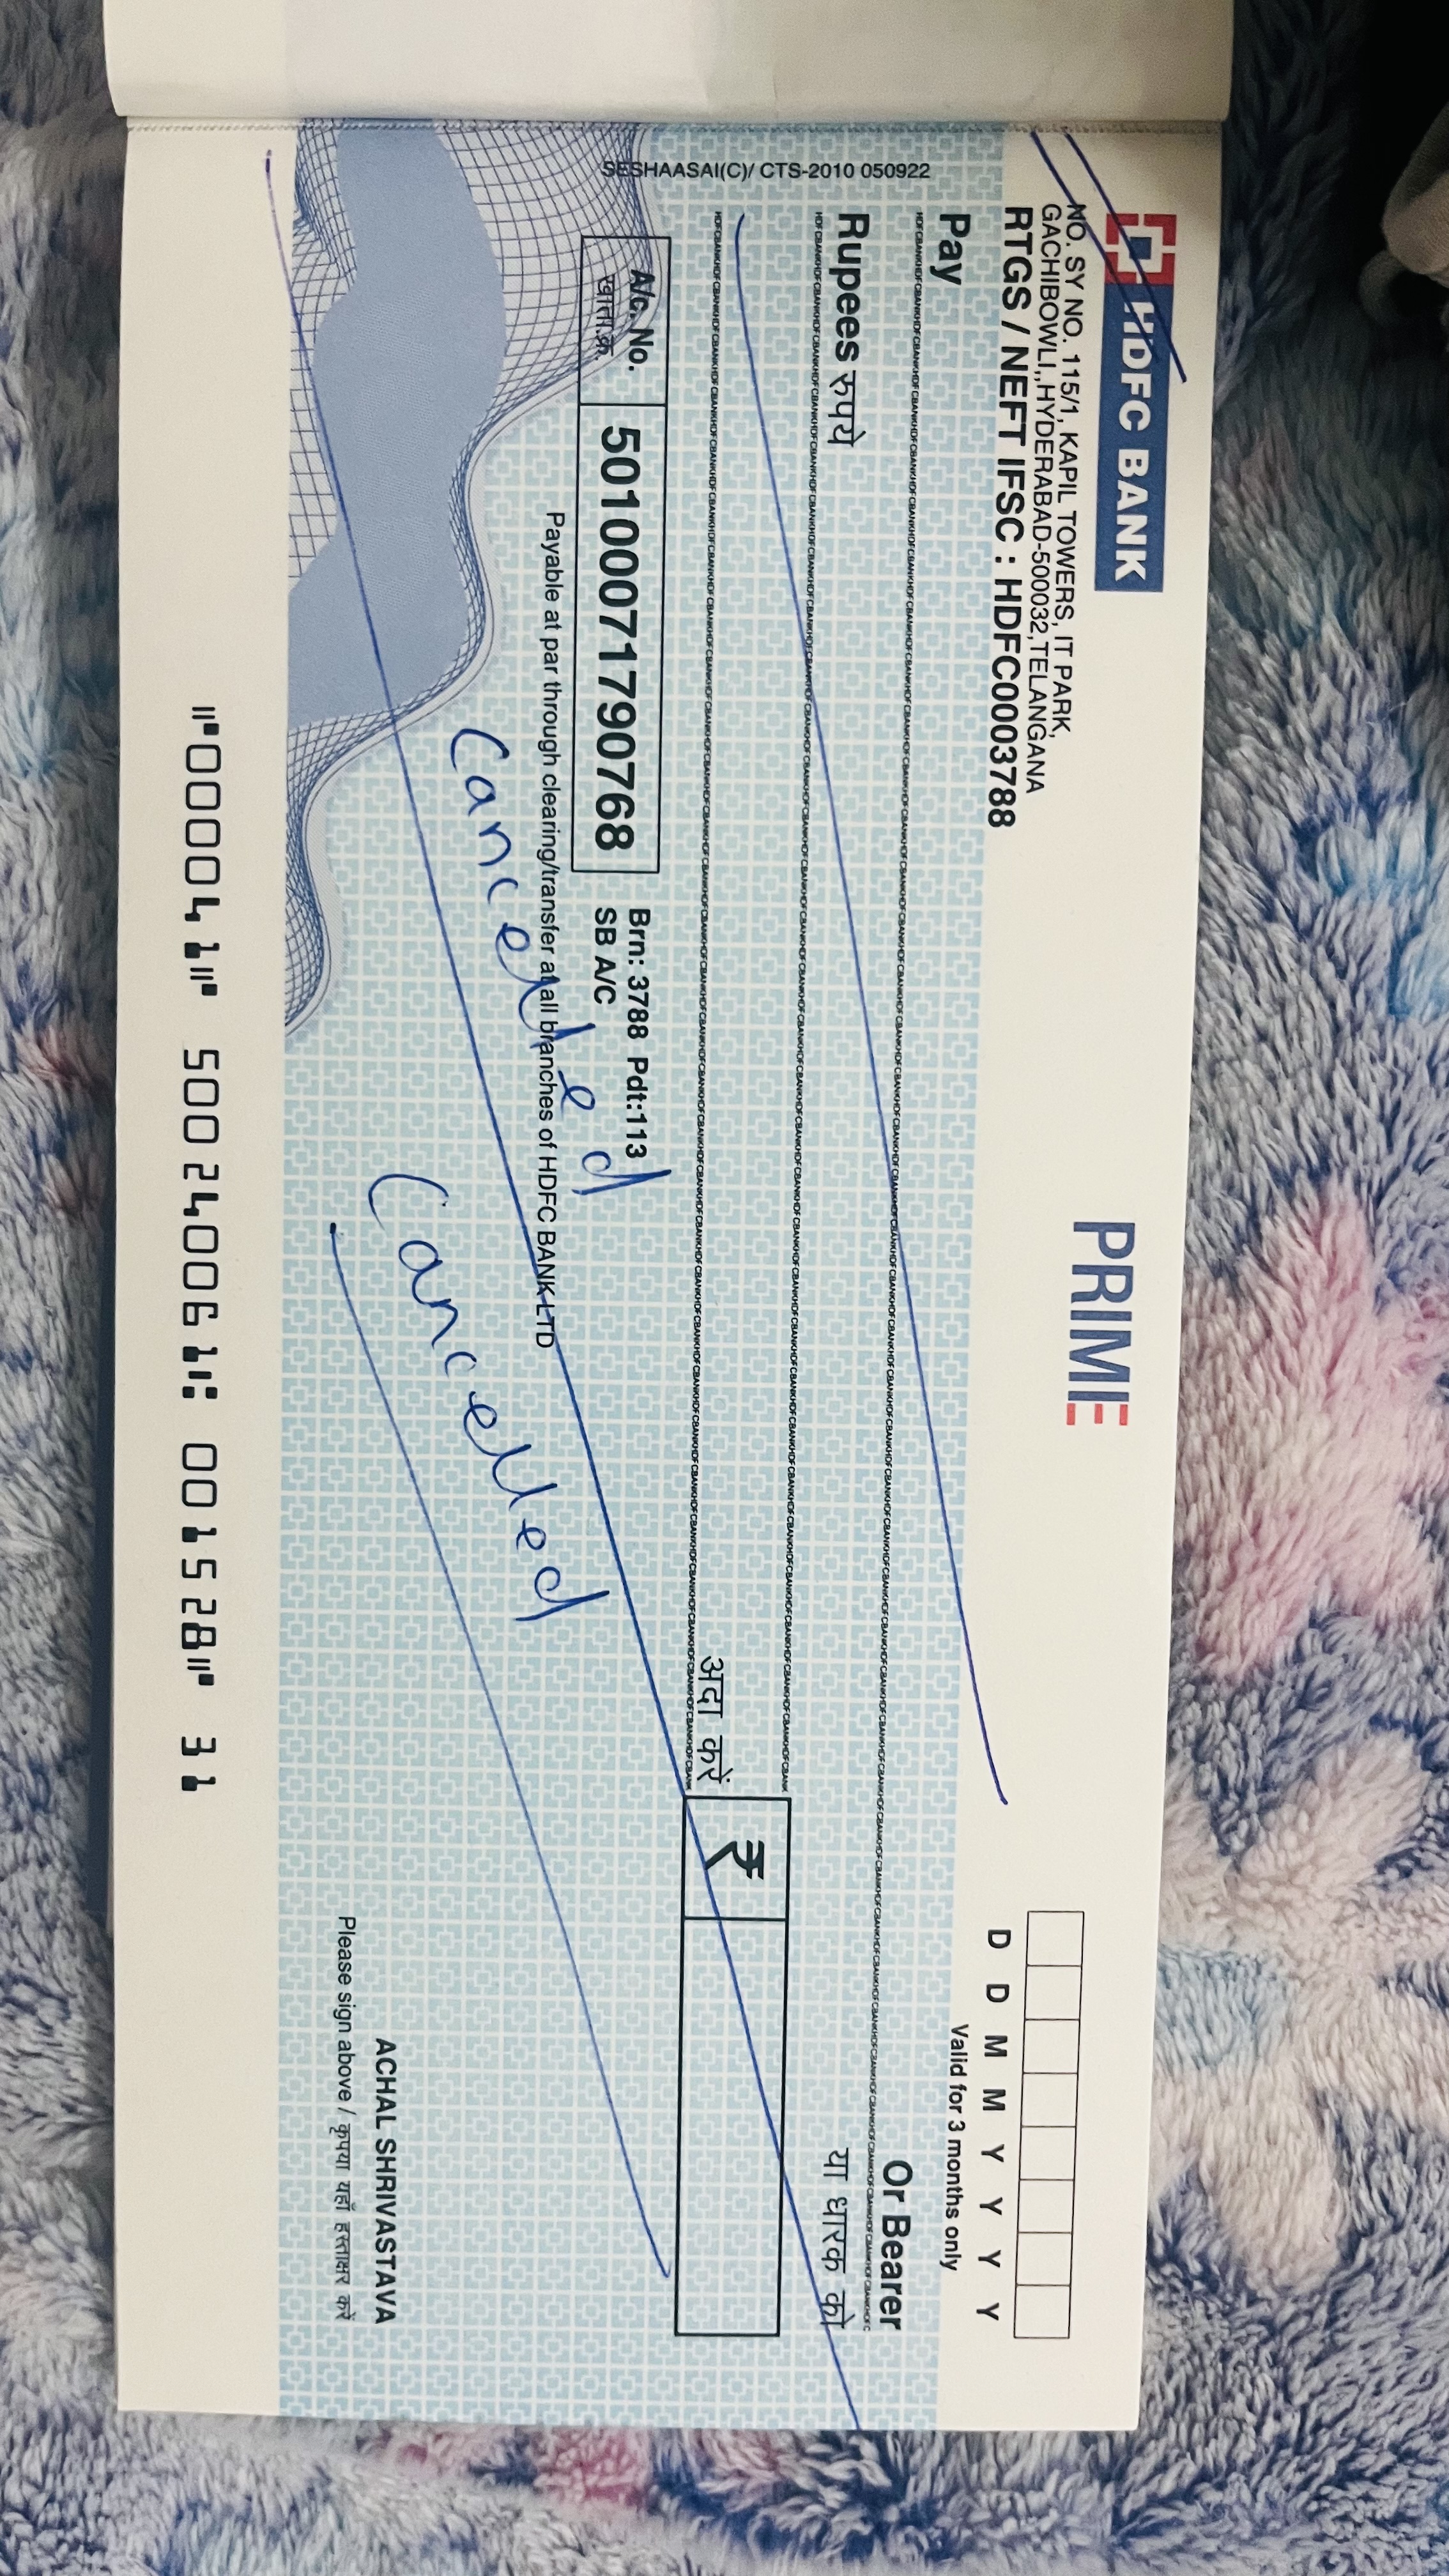 HDFC BANK
PRIME
NO. SY NO. 115/1, KAPIL TOWERS, IT PARK,
GACHIBOWLI,,HYDERABAD-500032,TELANGANA
RTGS / NEFT IFSC : HDFC0003788
D D M M Y Y Y Y
Valid for 3 months only
Pay
Or Bearer
या धारक को
Rupees रुपये
अदा करें
₹
A/c. No.
खाता.क्र.
50100071790768
Brn: 3788 Pdt:113
SB A/C
Payable at par through clearing/transfer at all branches of HDFC BANK LTD
Cancelled
Cancelled
ACHAL SHRIVASTAVA
Please sign above / कृपया यहाँ हस्ताक्षर करें
SESHAASAI(C)/ CTS-2010 050922
⑈000041⑈ 500240061⑆ 001528⑈ 31